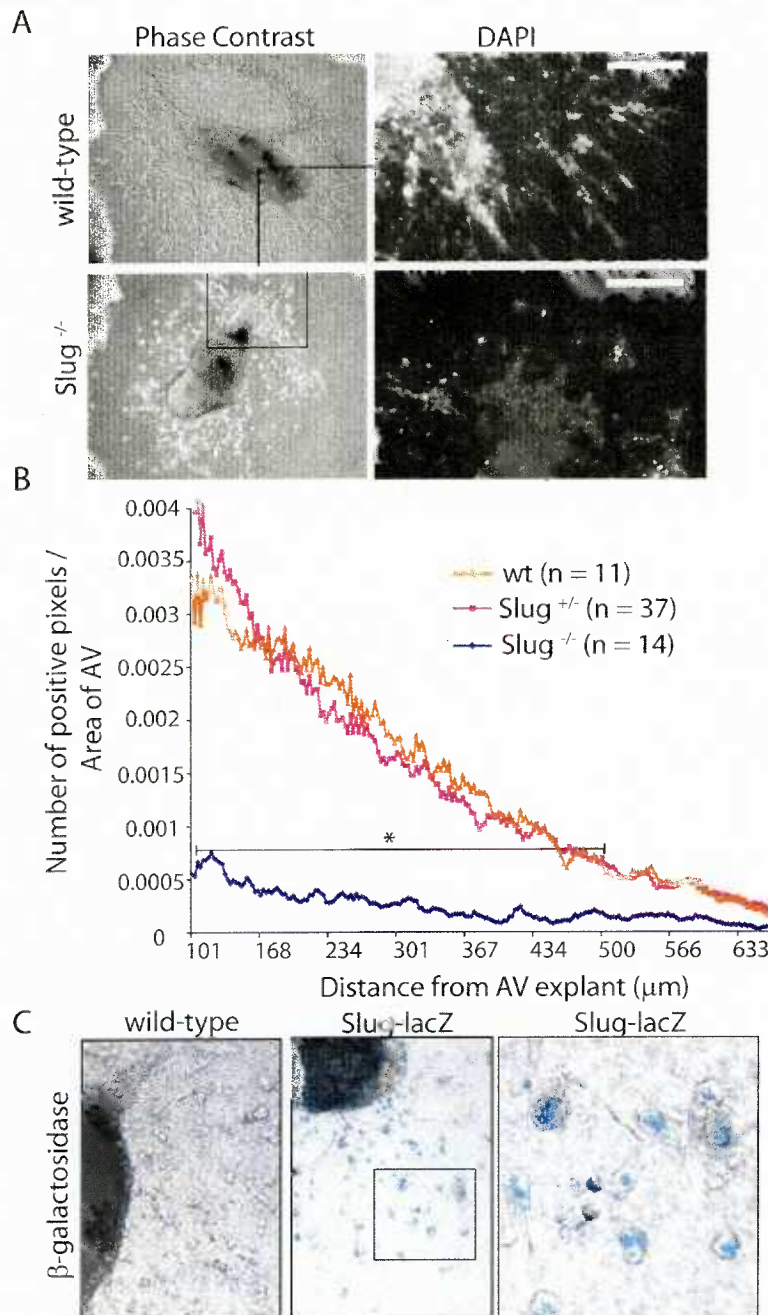 A
Phase Contrast
DAPI
wild-type
Slug -/-
B
Number of positive pixels /
Area of AV
0.004
0.0035
0.003
0.0025
0.002
0.0015
0.001
0.0005
0
wt (n = 11)
Slug +/- (n = 37)
Slug -/- (n = 14)
*
101 168 234 301 367 434 500 566 633
Distance from AV explant (μm)
C
wild-type
Slug-lacZ
Slug-lacZ
β-galactosidase